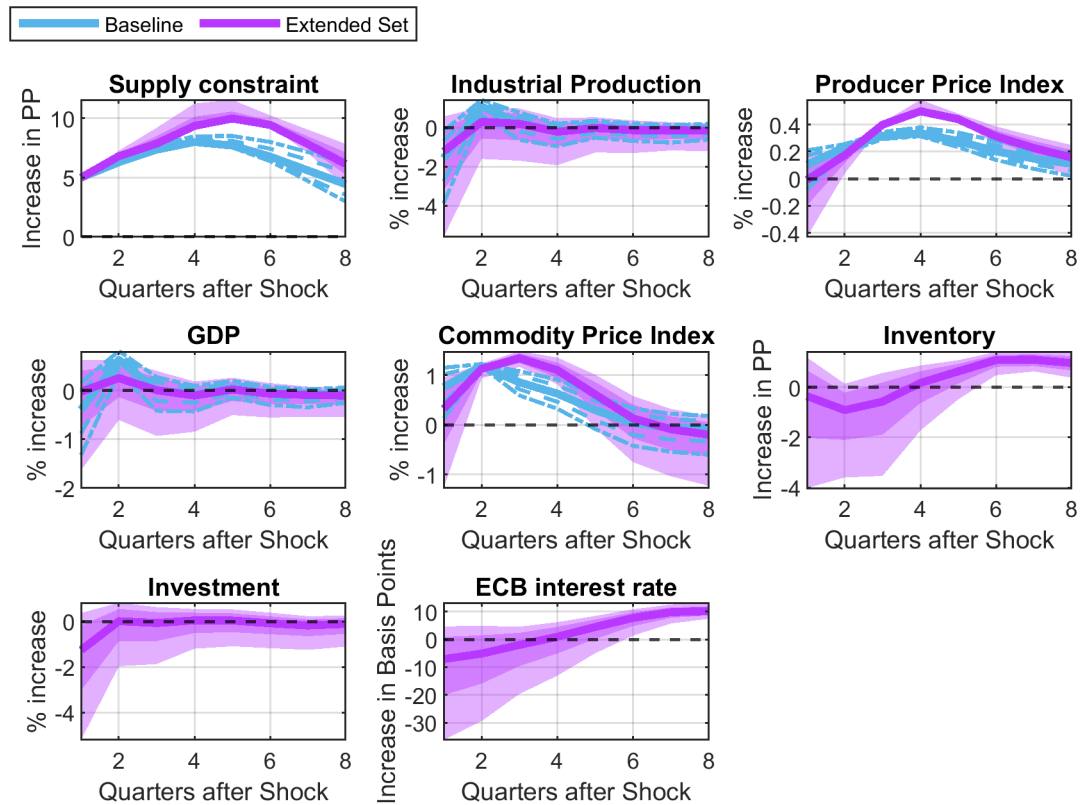 Baseline Extended Set
Supply constraint
Increase in PP
10
5
0
2 4 6 8
Quarters after Shock
Industrial Production
% increase
0
-2
-4
2 4 6 8
Quarters after Shock
Producer Price Index
% increase
0.4
0.2
0
-0.2
-0.4
2 4 6 8
Quarters after Shock
GDP
% increase
0
-1
-2
2 4 6 8
Quarters after Shock
Commodity Price Index
% increase
1
0
-1
2 4 6 8
Quarters after Shock
Inventory
Increase in PP
0
-2
-4
2 4 6 8
Quarters after Shock
Investment
% increase
0
-2
-4
2 4 6 8
Quarters after Shock
ECB interest rate
Increase in Basis Points
10
0
-10
-20
-30
2 4 6 8
Quarters after Shock